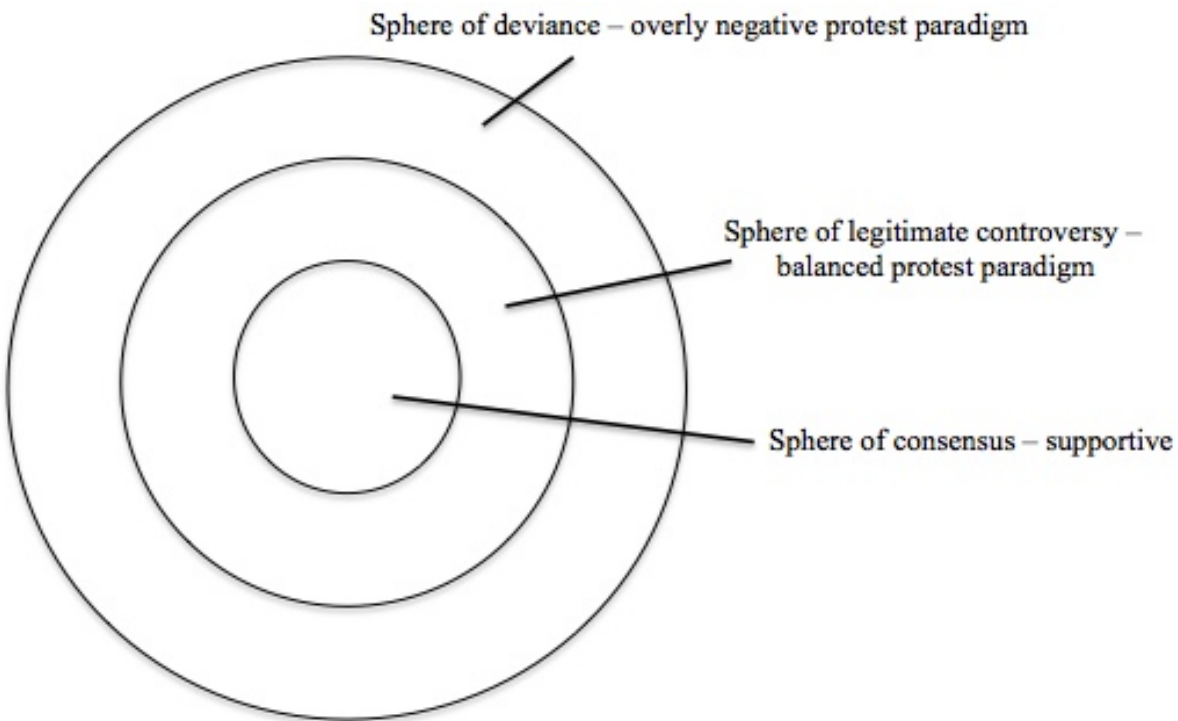 Sphere of deviance – overly negative protest paradigm
Sphere of legitimate controversy –
balanced protest paradigm
Sphere of consensus – supportive